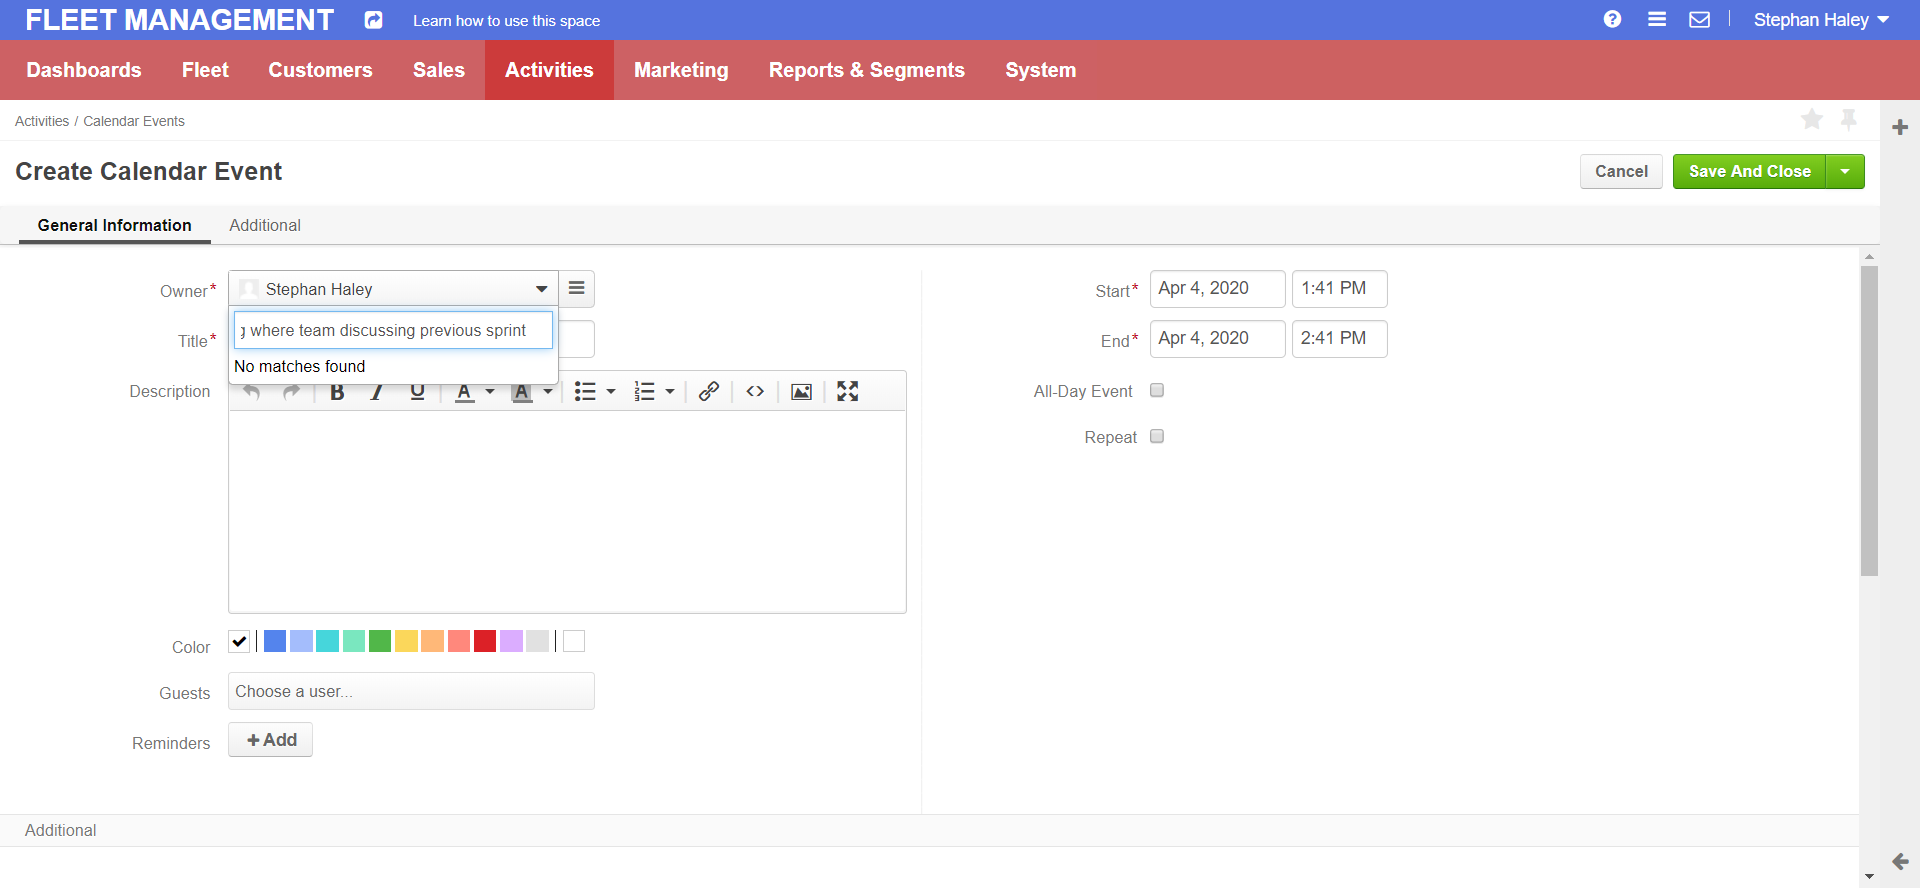 FLEET MANAGEMENT Learn how to use this space Stephan Haley
Dashboards Fleet Customers Sales Activities Marketing Reports & Segments System
Activities / Calendar Events
Create Calendar Event Cancel Save And Close
General Information Additional
Owner* Stephan Haley Start* Apr 4, 2020 1:41 PM
where team discussing previous sprint
Title* End* Apr 4, 2020 2:41 PM
No matches found
Description B I U A A All-Day Event
Repeat
Color
Guests Choose a user...
Reminders + Add
Additional